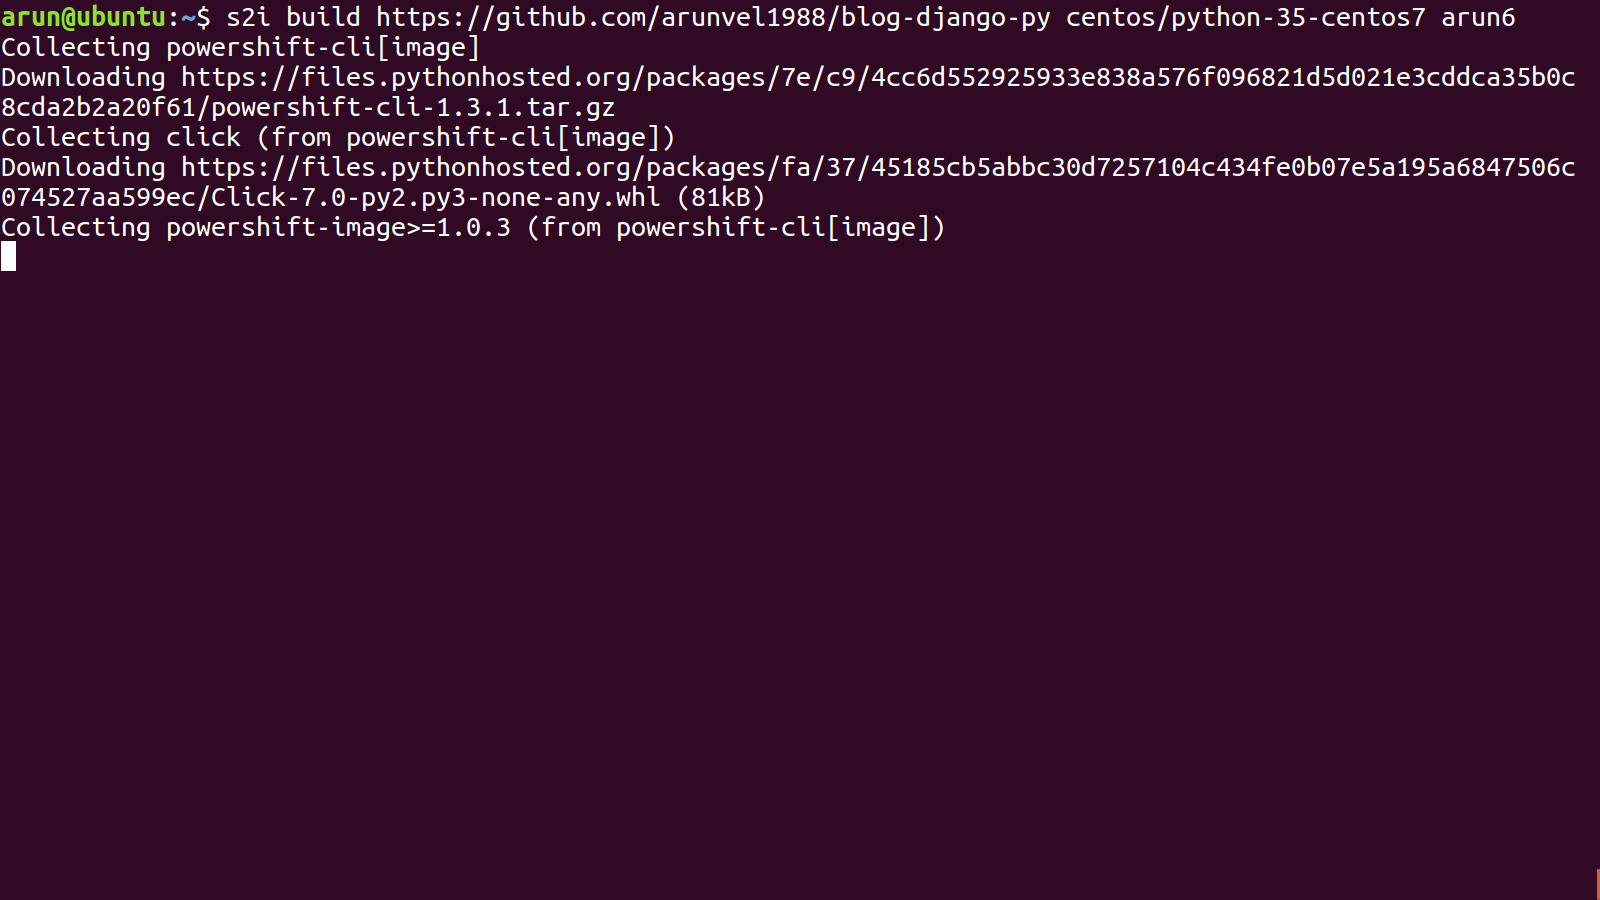 arun@ubuntu:~$ s2i build https://github.com/arunvel1988/blog-django-py centos/python-35-centos7 arun6
Collecting powershift-cli[image]
Downloading https://files.pythonhosted.org/packages/7e/c9/4cc6d552925933e838a576f096821d5d021e3cddca35b0c
8cda2b2a20f61/powershift-cli-1.3.1.tar.gz
Collecting click (from powershift-cli[image])
Downloading https://files.pythonhosted.org/packages/fa/37/45185cb5abbc30d7257104c434fe0b07e5a195a6847506c
074527aa599ec/Click-7.0-py2.py3-none-any.whl (81kB)
Collecting powershift-image>=1.0.3 (from powershift-cli[image])